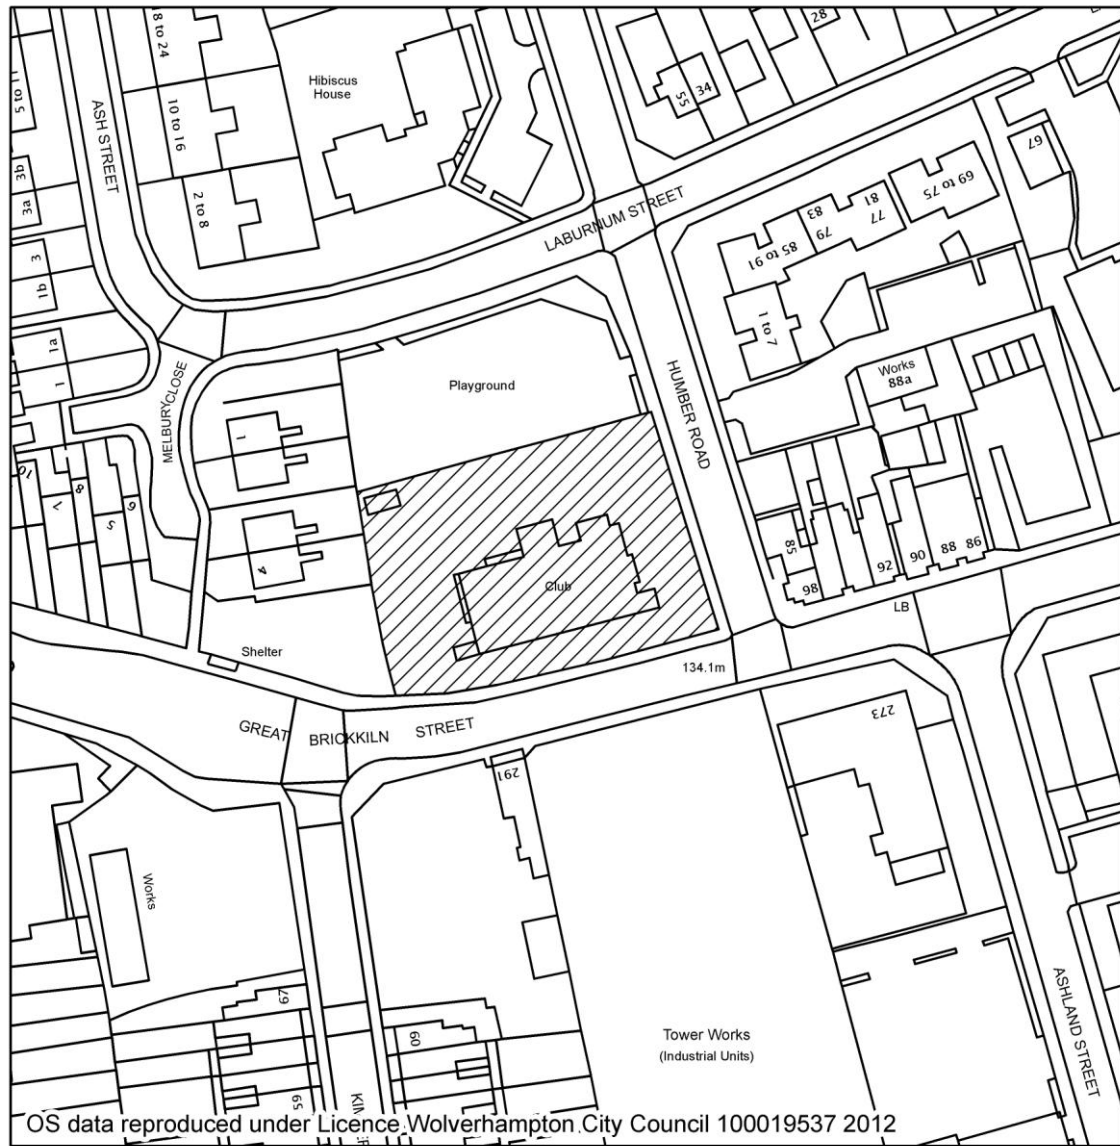 18 to 24
28
Hibiscus
House
34
55
1 to 5
ASH STREET
10 to 16
67
3b
3a
2 to 8
69 to 75
81
77
83
79
LABURNUM STREET
85 to 91
3
1b
1 to 7
1a
1
MELBURY CLOSE
Playground
HUMBER ROAD
Works
88a
1
10
8
7
6
5
4
Club
85
98
92
90
88
86
LB
Shelter
134.1m
GREAT BRICKKILN STREET
273
291
Works
67
60
65
Tower Works
(Industrial Units)
ASHLAND STREET
OS data reproduced under Licence Wolverhampton City Council 100019537 2012